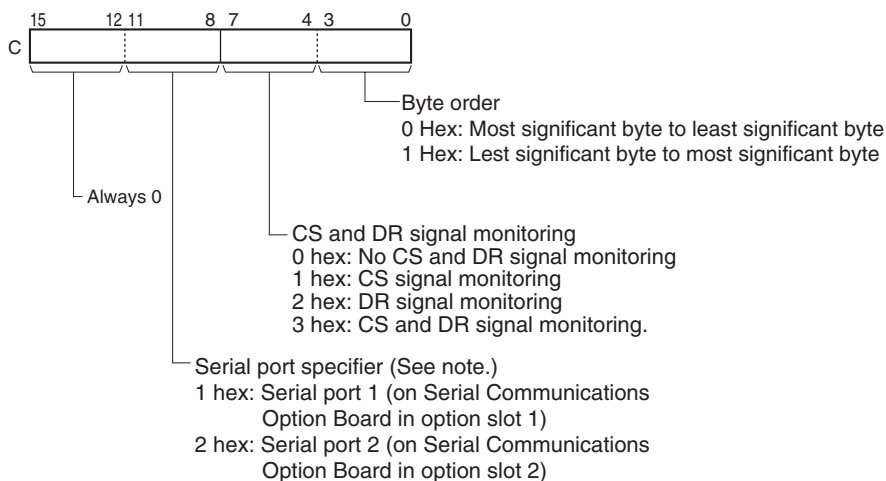 15 12 11 8 7 4 3 0
C
Byte order
0 Hex: Most significant byte to least significant byte
1 Hex: Lest significant byte to most significant byte
Always 0
CS and DR signal monitoring
0 hex: No CS and DR signal monitoring
1 hex: CS signal monitoring
2 hex: DR signal monitoring
3 hex: CS and DR signal monitoring.
Serial port specifier (See note.)
1 hex: Serial port 1 (on Serial Communications
Option Board in option slot 1)
2 hex: Serial port 2 (on Serial Communications
Option Board in option slot 2)